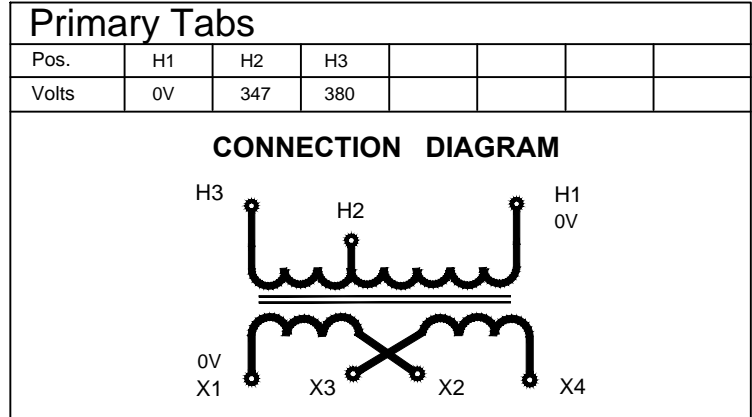 Primary Tabs
Pos. H1 H2 H3
Volts 0V 347 380
CONNECTION DIAGRAM
H3 H2 H1
0V
0V
X1 X3 X2 X4